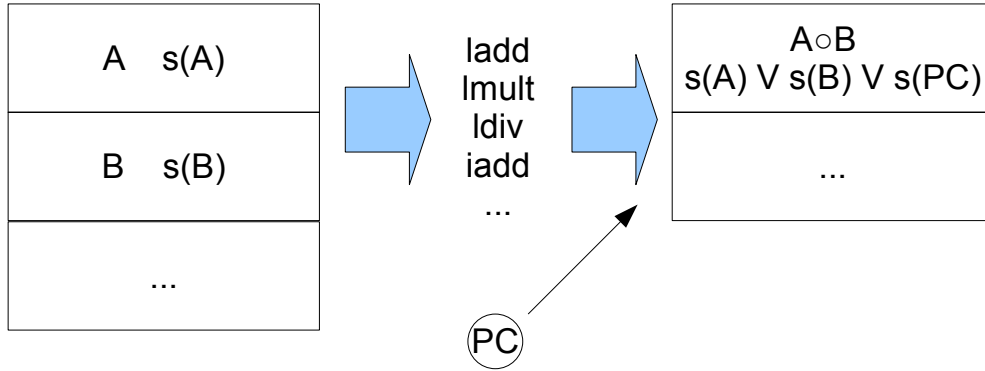 A s(A)
B s(B)
...
ladd
lmult
ldiv
iadd
...
PC
A○B
s(A) V s(B) V s(PC)
...